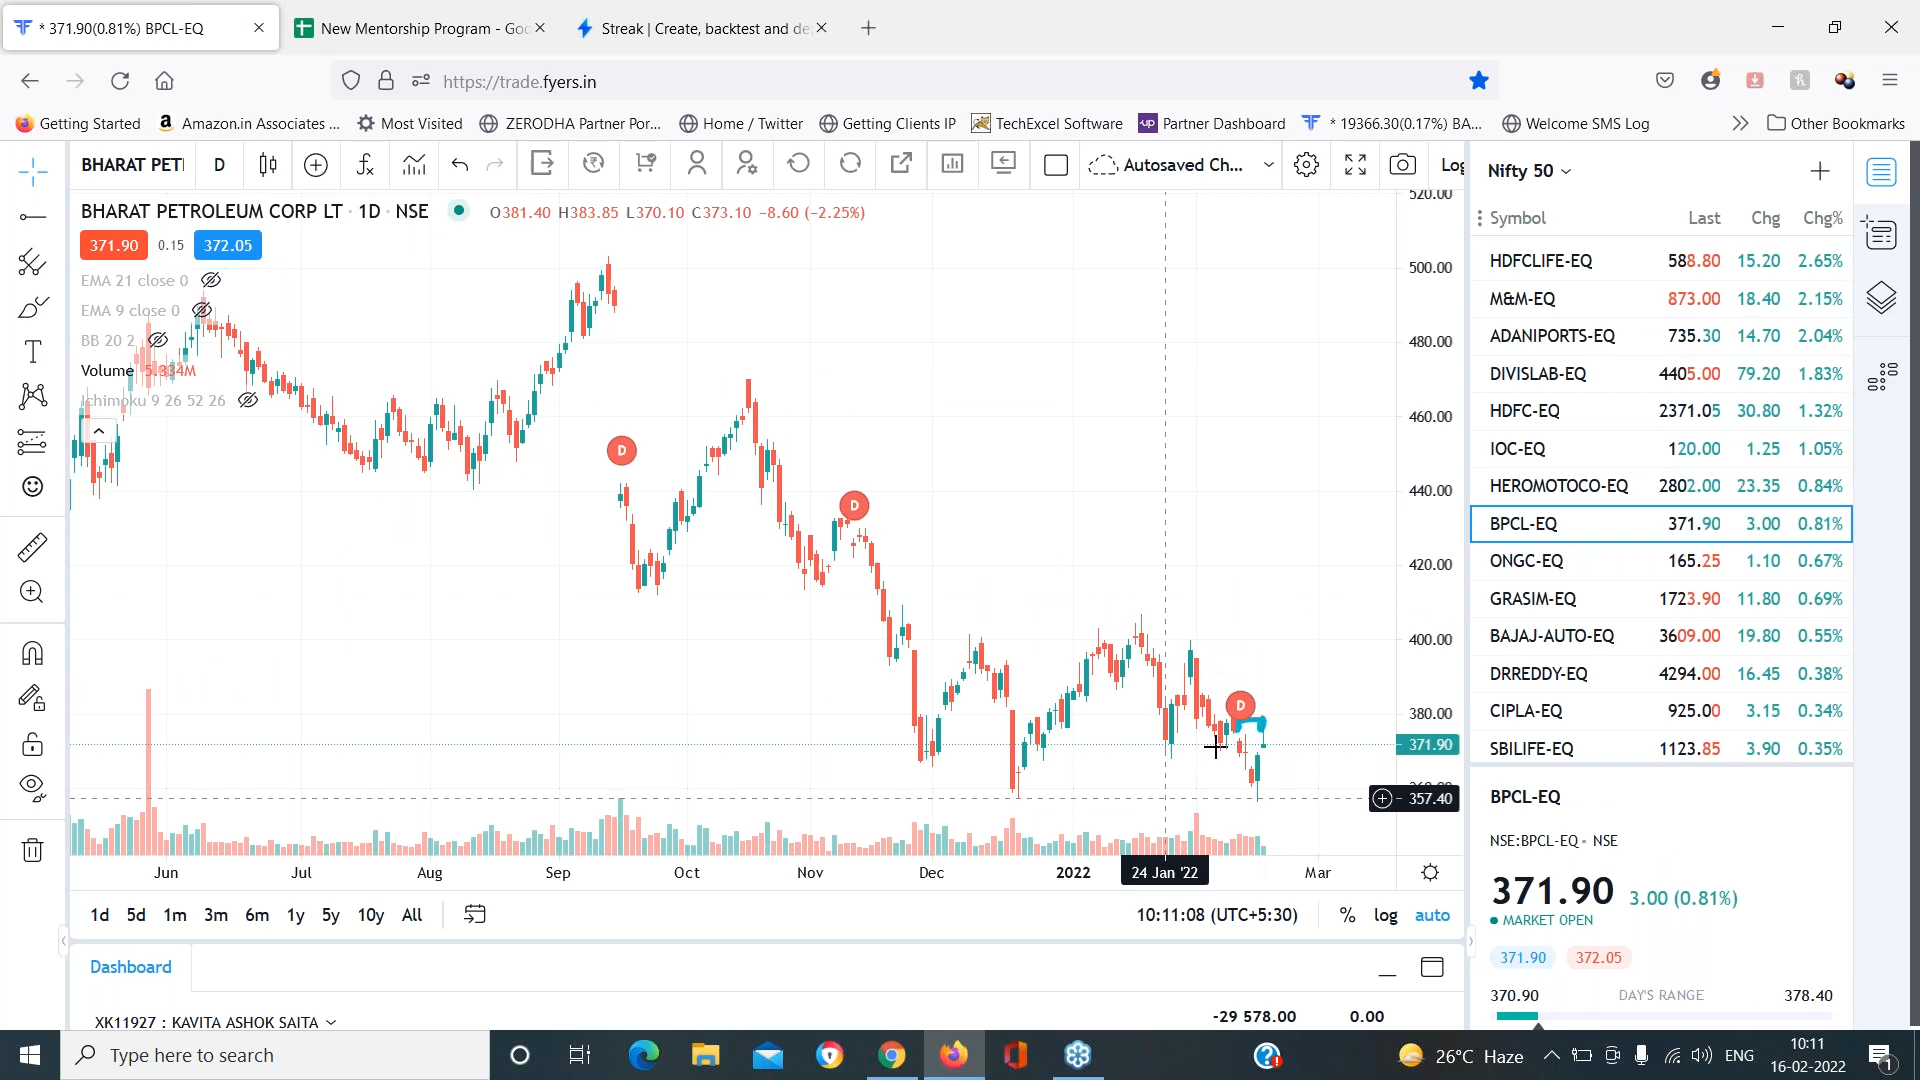 * 371.90(0.81%) BPCL-EQ
New Mentorship Program - Goo
Streak | Create, backtest and de
https://trade.fyers.in
Getting Started
Amazon.in Associates ...
Most Visited
ZERODHA Partner Por...
Home / Twitter
Getting Clients IP
TechExcel Software
up Partner Dashboard
* 19366.30(0.17%) BA...
Welcome SMS Log
Other Bookmarks
BHARAT PETI
D
Autosaved Ch...
Log
BHARAT PETROLEUM CORP LT · 1D · NSE
O381.40 H383.85 L370.10 C373.10 −8.60 (−2.25%)
371.90 0.15 372.05
EMA 21 close 0
EMA 9 close 0
BB 20 2
Volume 5.334M
Ichimoku 9 26 52 26
D
D
D
520.00
500.00
480.00
460.00
440.00
420.00
400.00
380.00
371.90
357.40
Jun Jul Aug Sep Oct Nov Dec 2022 24 Jan '22 Mar
1d 5d 1m 3m 6m 1y 5y 10y All
10:11:08 (UTC+5:30)
% log auto
Dashboard
XK11927 : KAVITA ASHOK SAITA
-29 578.00 0.00
Nifty 50
Symbol Last Chg Chg%
HDFCLIFE-EQ 588.80 15.20 2.65%
M&M-EQ 873.00 18.40 2.15%
ADANIPORTS-EQ 735.30 14.70 2.04%
DIVISLAB-EQ 4405.00 79.20 1.83%
HDFC-EQ 2371.05 30.80 1.32%
IOC-EQ 120.00 1.25 1.05%
HEROMOTOCO-EQ 2802.00 23.35 0.84%
BPCL-EQ 371.90 3.00 0.81%
ONGC-EQ 165.25 1.10 0.67%
GRASIM-EQ 1723.90 11.80 0.69%
BAJAJ-AUTO-EQ 3609.00 19.80 0.55%
DRREDDY-EQ 4294.00 16.45 0.38%
CIPLA-EQ 925.00 3.15 0.34%
SBILIFE-EQ 1123.85 3.90 0.35%
BPCL-EQ
NSE:BPCL-EQ • NSE
371.90 3.00 (0.81%)
MARKET OPEN
371.90 372.05
370.90 DAY'S RANGE 378.40
Type here to search
26°C Haze
ENG
10:11
16-02-2022
1